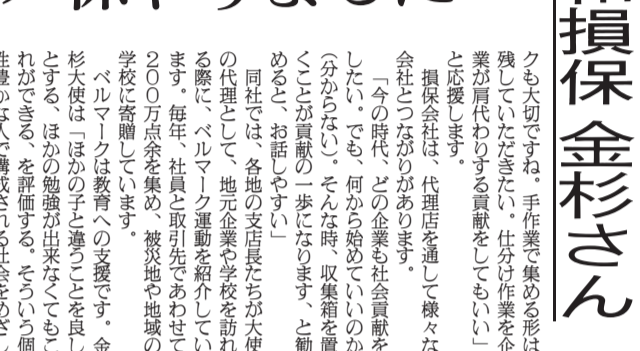 損保 金杉さん
クも大切ですね。手作業で集める形は
残していただきたい。仕分け作業を企
業が肩代わりする貢献をしてもいい」
と応援します。
損保会社は、代理店を通して様々な
会社とつながりがあります。
「今の時代、どの企業も社会貢献を
したい。でも、何から始めていいのか
(分からない)。そんな時、収集箱を置
くことが貢献の一歩になります、と勧
めると、お話しやすい」
同社では、各地の支店長たちが大使
の代理として、地元企業や学校を訪れ
る際に、ベルマーク運動を紹介してい
ます。毎年、社員と取引先であわせて
200万点余を集め、被災地や地域の
学校に寄贈しています。
ベルマークは教育への支援です。金
杉大使は「ほかの子と違うことを良し
とする、ほかの勉強が出来なくてもこ
れができる、を評価する。そういう個
性豊かな人で構成される社会をめざし